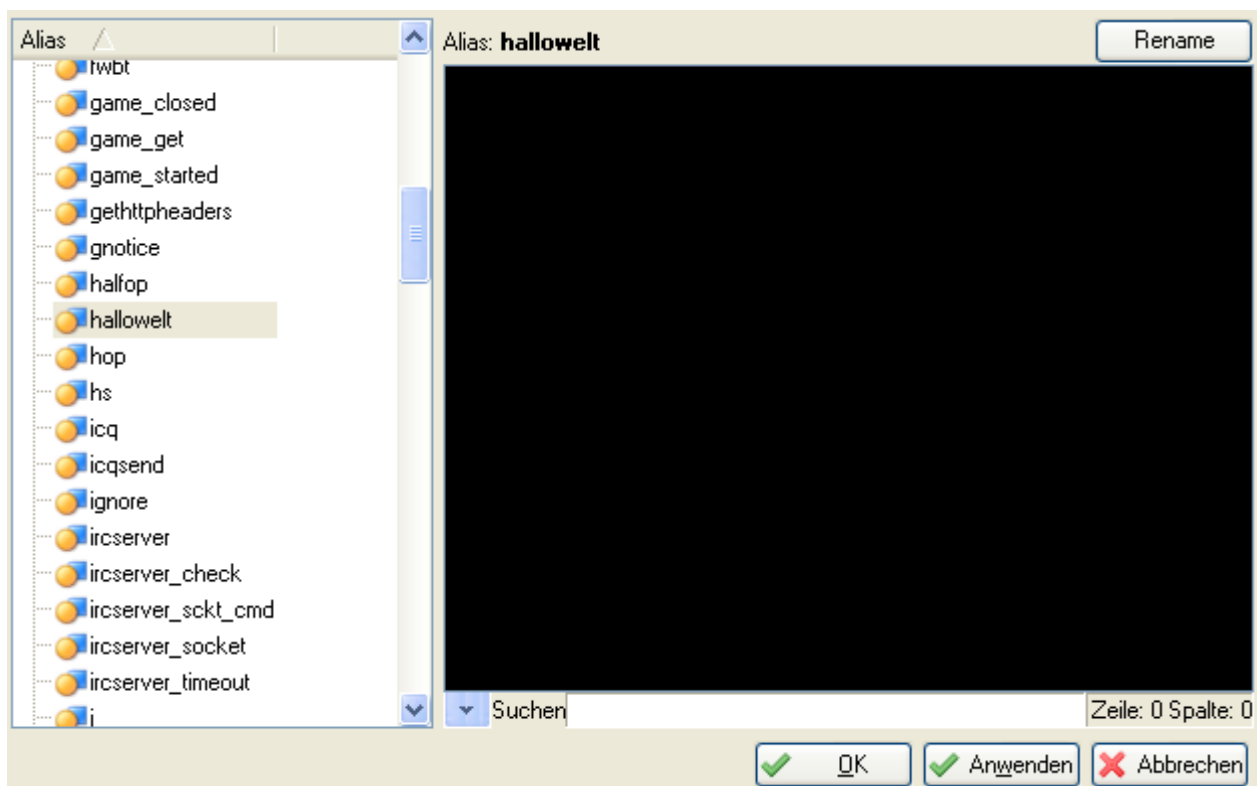 Alias
fwbt
game_closed
game_get
game_started
gethttpheaders
gnotice
halfop
hallowelt
hop
hs
icq
icqsend
ignore
ircserver
ircserver_check
ircserver_sckt_cmd
ircserver_socket
ircserver_timeout
j
Alias: hallowelt
Rename
Suchen
Zeile: 0 Spalte: 0
OK
Anwenden
Abbrechen